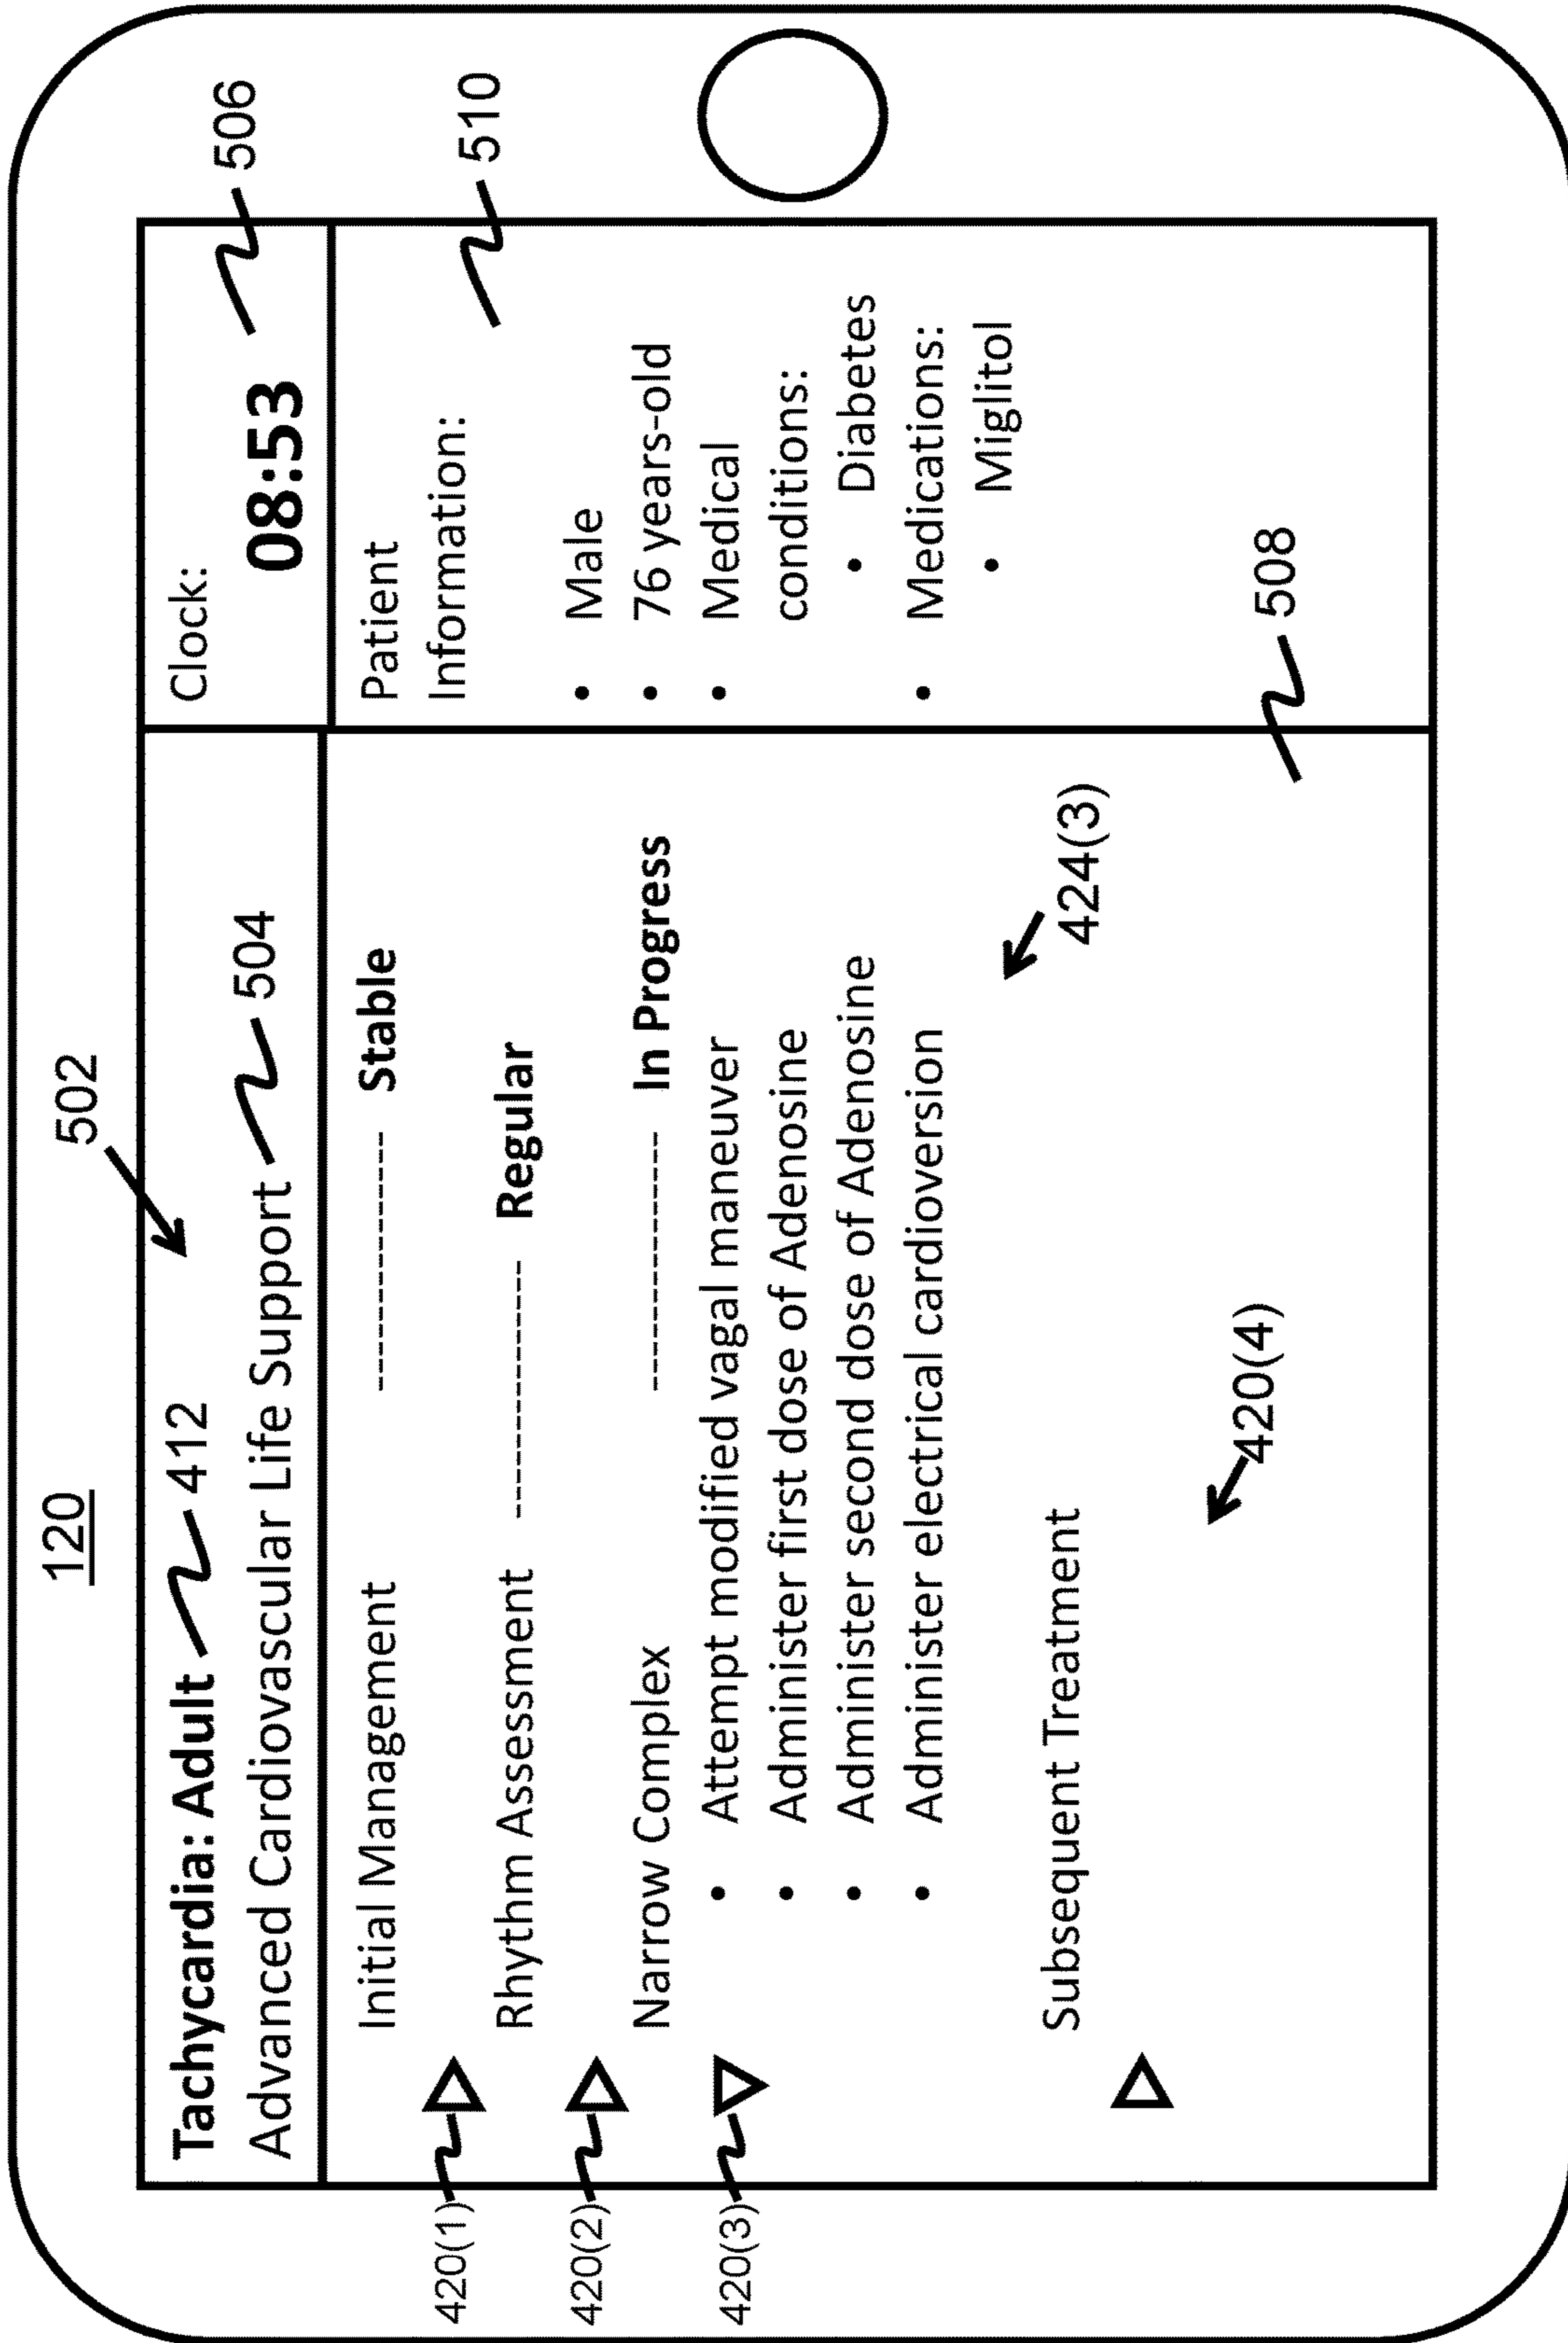 120
502
Tachycardia: Adult 412
Advanced Cardiovascular Life Support 504
Clock:
08:53
506
420(1)
Initial Management ---------------- Stable
420(2)
Rhythm Assessment ---------------- Regular
420(3)
Narrow Complex ---------------- In Progress
• Attempt modified vagal maneuver
• Administer first dose of Adenosine
• Administer second dose of Adenosine
• Administer electrical cardioversion
424(3)
Subsequent Treatment
420(4)
Patient
Information:
510
• Male
• 76 years-old
• Medical
conditions:
• Diabetes
• Medications:
• Miglitol
508